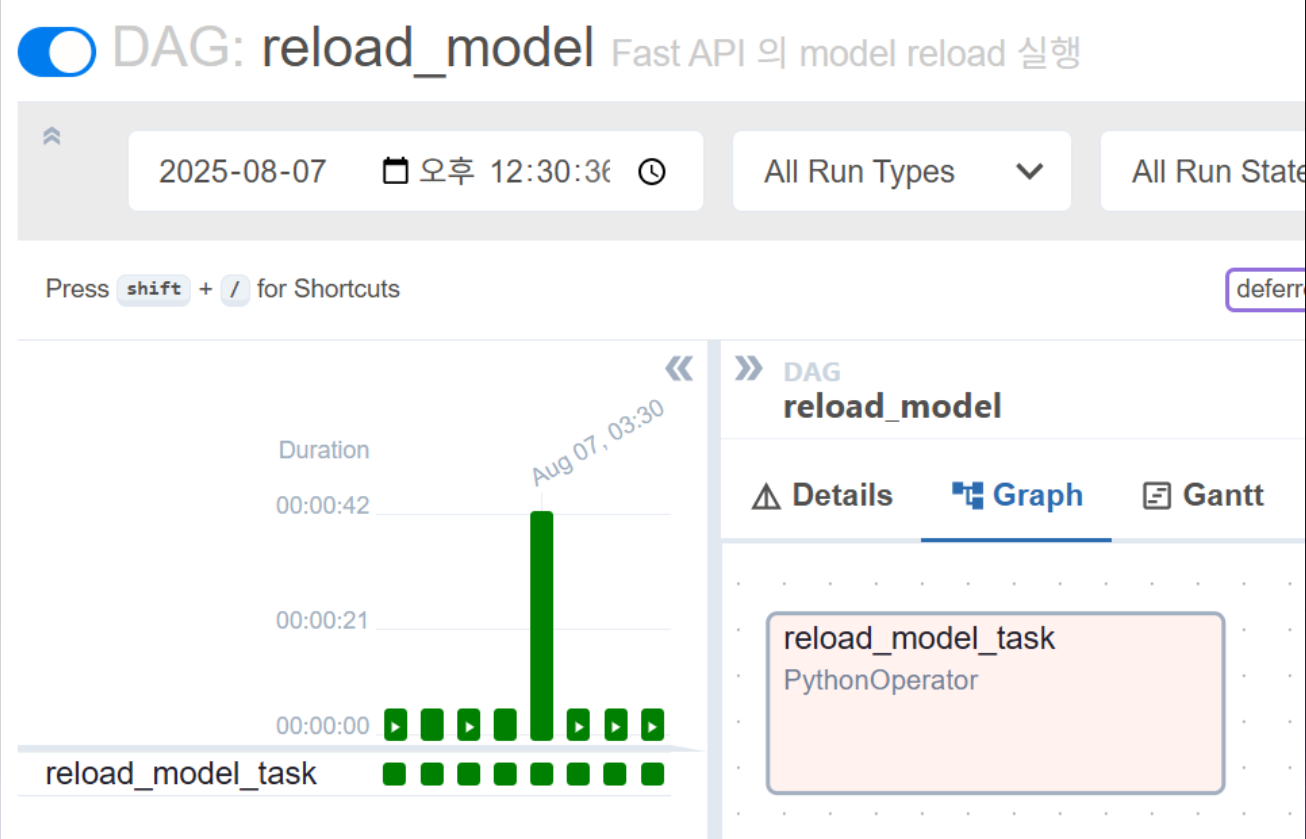 DAG: reload_model Fast API 의 model reload 실행
2025-08-07 오후 12:30:36 All Run Types All Run State
Press shift + / for Shortcuts
deferr
DAG
reload_model
Details Graph Gantt
Aug 07, 03:30
Duration
00:00:42
00:00:21
00:00:00
reload_model_task
reload_model_task
PythonOperator